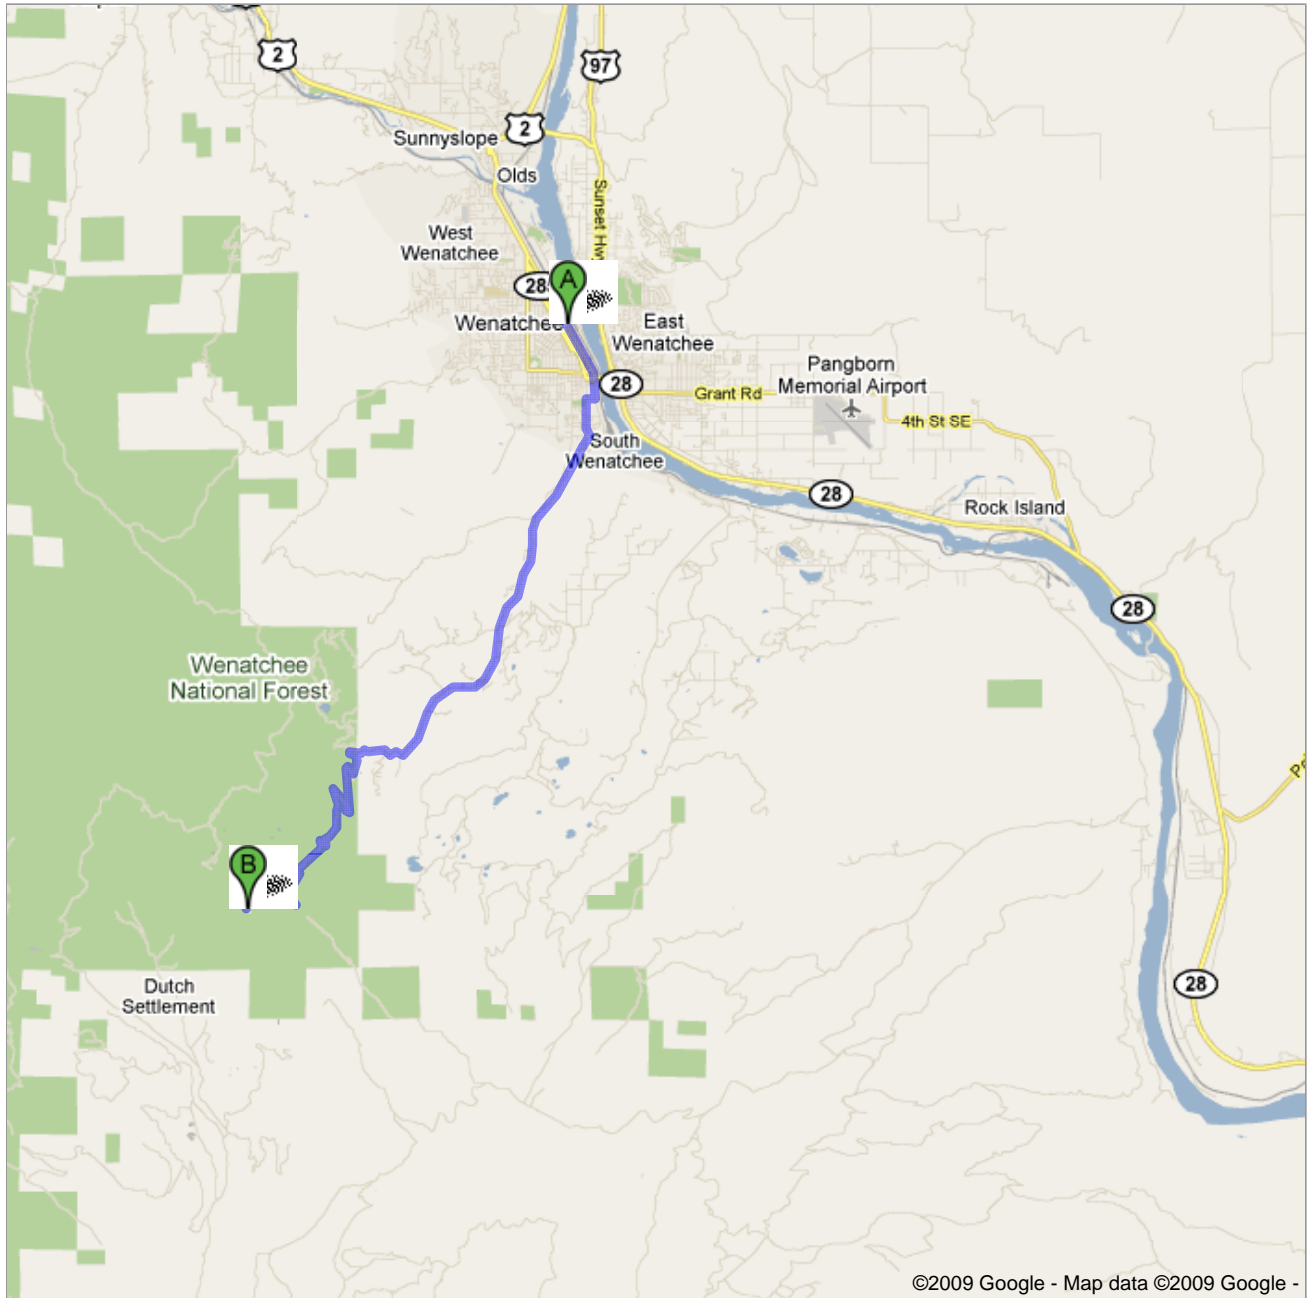 2
97
2
Sunnyslope
Olds
Sunset Hwy
West
Wenatchee
28
A
Wenatchee
East
Wenatchee
Pangborn
Memorial Airport
28
Grant Rd
4th St SE
South
Wenatchee
28
Rock Island
28
Wenatchee
National Forest
B
Dutch
Settlement
28
©2009 Google - Map data ©2009 Google -